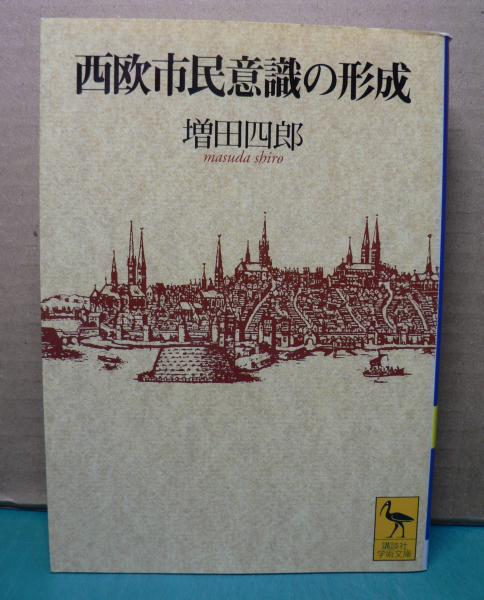 西欧市民意識の形成
増田四郎
masuda shiro
講談社
学術文庫